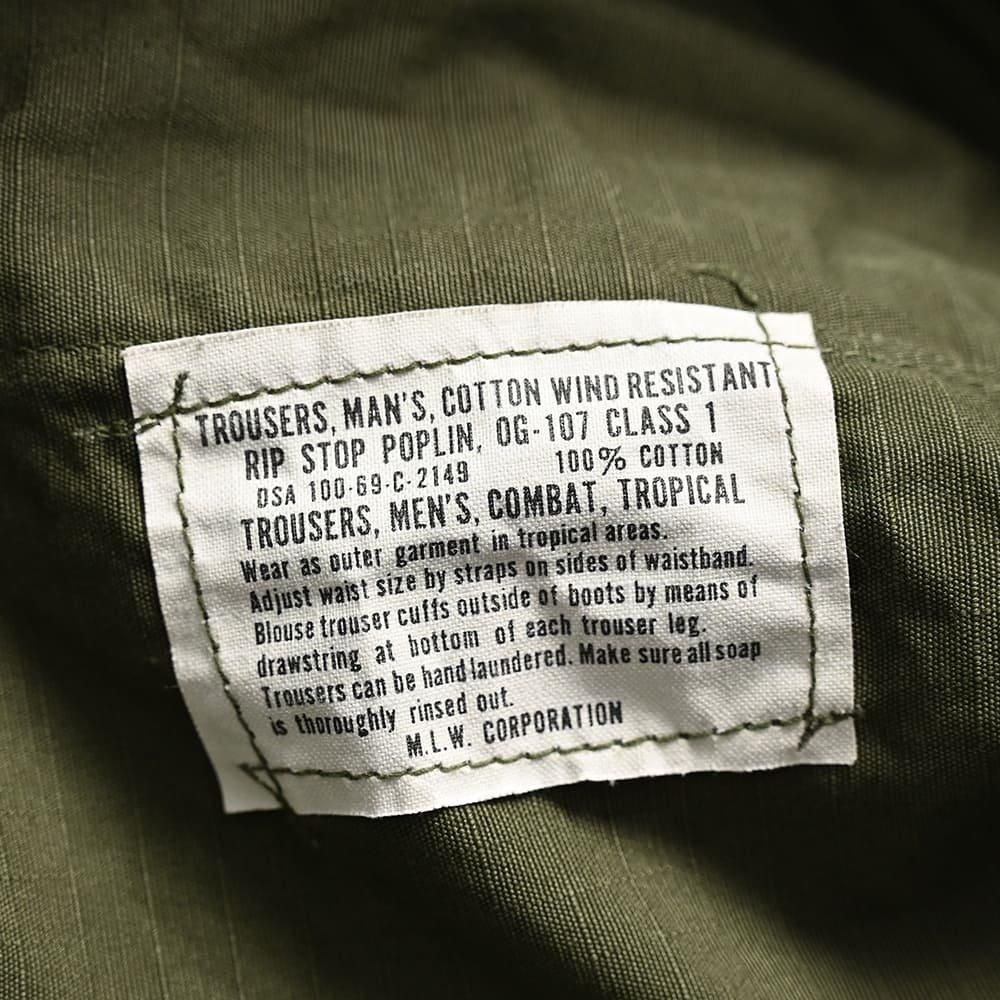 TROUSERS, MAN'S, COTTON WIND RESISTANT
RIP STOP POPLIN, OG-107 CLASS 1
DSA 100-69-C-2149 100% COTTON
TROUSERS, MEN'S, COMBAT, TROPICAL
Wear as outer garment in tropical areas.
Adjust waist size by straps on sides of waistband.
Blouse trouser cuffs outside of boots by means of
drawstring at bottom of each trouser leg.
Trousers can be hand laundered. Make sure all soap
is thoroughly rinsed out.
M.L.W. CORPORATION